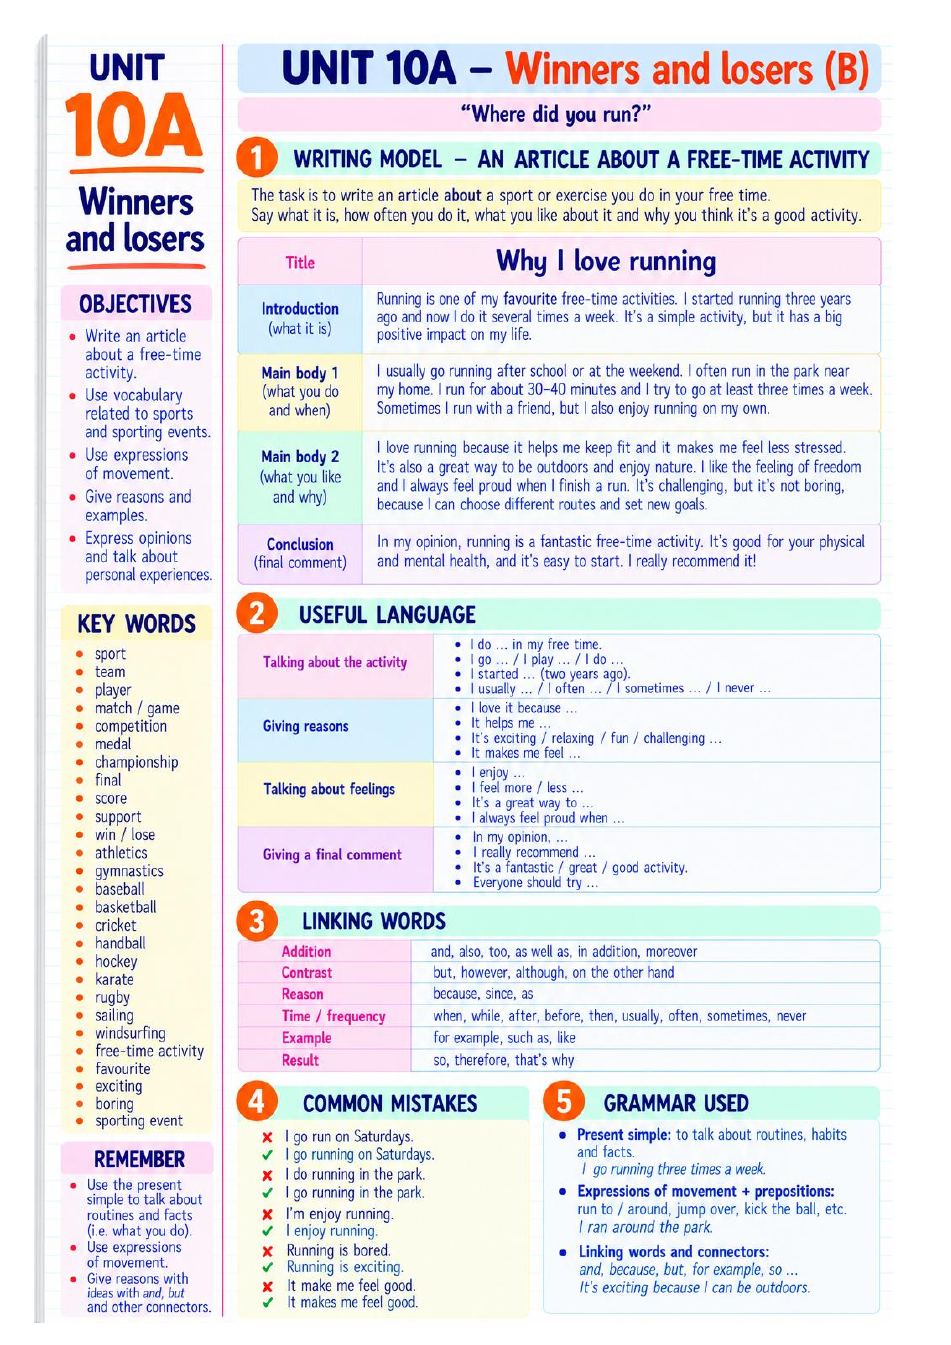 UNIT
10A
Winners
and losers
OBJECTIVES
• Write an article
about a free-time
activity.
• Use vocabulary
related to sports
and sporting events.
• Use expressions
of movement.
• Give reasons and
examples.
• Express opinions
and talk about
personal experiences.
KEY WORDS
• sport
• team
• player
• match / game
• competition
• medal
• championship
• final
• score
• support
• win / lose
• athletics
• gymnastics
• baseball
• basketball
• cricket
• handball
• hockey
• karate
• rugby
• sailing
• windsurfing
• free-time activity
• favourite
• exciting
• boring
• sporting event
REMEMBER
• Use the present
simple to talk about
routines and facts
(i.e. what you do).
• Use expressions
of movement.
• Give reasons with
ideas with and, but
and other connectors.
UNIT 10A – Winners and losers (B)
“Where did you run?”
1 WRITING MODEL – AN ARTICLE ABOUT A FREE-TIME ACTIVITY
The task is to write an article about a sport or exercise you do in your free time.
Say what it is, how often you do it, what you like about it and why you think it's a good activity.
Title
Why I love running
Introduction
(what it is)
Running is one of my favourite free-time activities. I started running three years
ago and now I do it several times a week. It's a simple activity, but it has a big
positive impact on my life.
Main body 1
(what you do
and when)
I usually go running after school or at the weekend. I often run in the park near
my home. I run for about 30–40 minutes and I try to go at least three times a week.
Sometimes I run with a friend, but I also enjoy running on my own.
Main body 2
(what you like
and why)
I love running because it helps me keep fit and it makes me feel less stressed.
It's also a great way to be outdoors and enjoy nature. I like the feeling of freedom
and I always feel proud when I finish a run. It's challenging, but it's not boring,
because I can choose different routes and set new goals.
Conclusion
(final comment)
In my opinion, running is a fantastic free-time activity. It's good for your physical
and mental health, and it's easy to start. I really recommend it!
2 USEFUL LANGUAGE
Talking about the activity
• I do ... in my free time.
• I go ... / I play ... / I do ...
• I started ... (two years ago).
• I usually ... / I often ... / I sometimes ... / I never ...
Giving reasons
• I love it because ...
• It helps me ...
• It's exciting / relaxing / fun / challenging ...
• It makes me feel ...
Talking about feelings
• I enjoy ...
• I feel more / less ...
• It's a great way to ...
• I always feel proud when ...
Giving a final comment
• In my opinion, ...
• I really recommend ...
• It's a fantastic / great / good activity.
• Everyone should try ...
3 LINKING WORDS
Addition and, also, too, as well as, in addition, moreover
Contrast but, however, although, on the other hand
Reason because, since, as
Time / frequency when, while, after, before, then, usually, often, sometimes, never
Example for example, such as, like
Result so, therefore, that's why
4 COMMON MISTAKES
✘ I go run on Saturdays.
✓ I go running on Saturdays.
✘ I do running in the park.
✓ I go running in the park.
✘ I'm enjoy running.
✓ I enjoy running.
✘ Running is bored.
✓ Running is exciting.
✘ It make me feel good.
✓ It makes me feel good.
5 GRAMMAR USED
• Present simple: to talk about routines, habits
and facts.
I go running three times a week.
• Expressions of movement + prepositions:
run to / around, jump over, kick the ball, etc.
I ran around the park.
• Linking words and connectors:
and, because, but, for example, so ...
It's exciting because I can be outdoors.